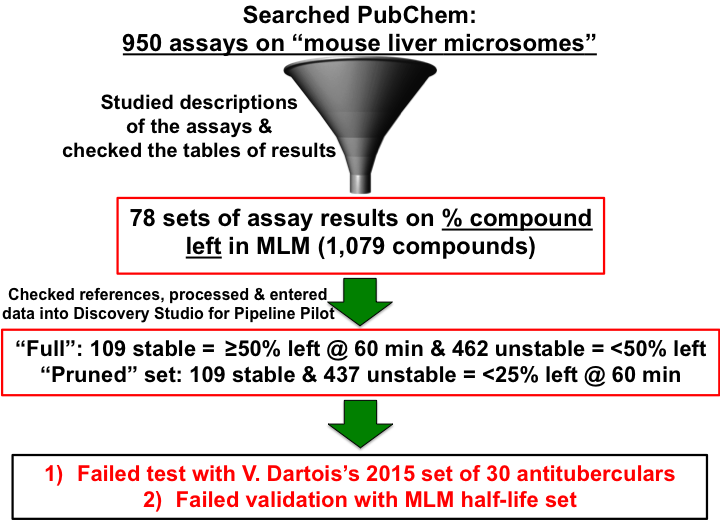 Searched PubChem:
950 assays on “mouse liver microsomes”
Studied descriptions
of the assays &
checked the tables of results
78 sets of assay results on % compound
left in MLM (1,079 compounds)
Checked references, processed & entered
data into Discovery Studio for Pipeline Pilot
“Full”: 109 stable = ≥50% left @ 60 min & 462 unstable = <50% left
“Pruned” set: 109 stable & 437 unstable = <25% left @ 60 min
1) Failed test with V. Dartois’s 2015 set of 30 antituberculars
2) Failed validation with MLM half-life set